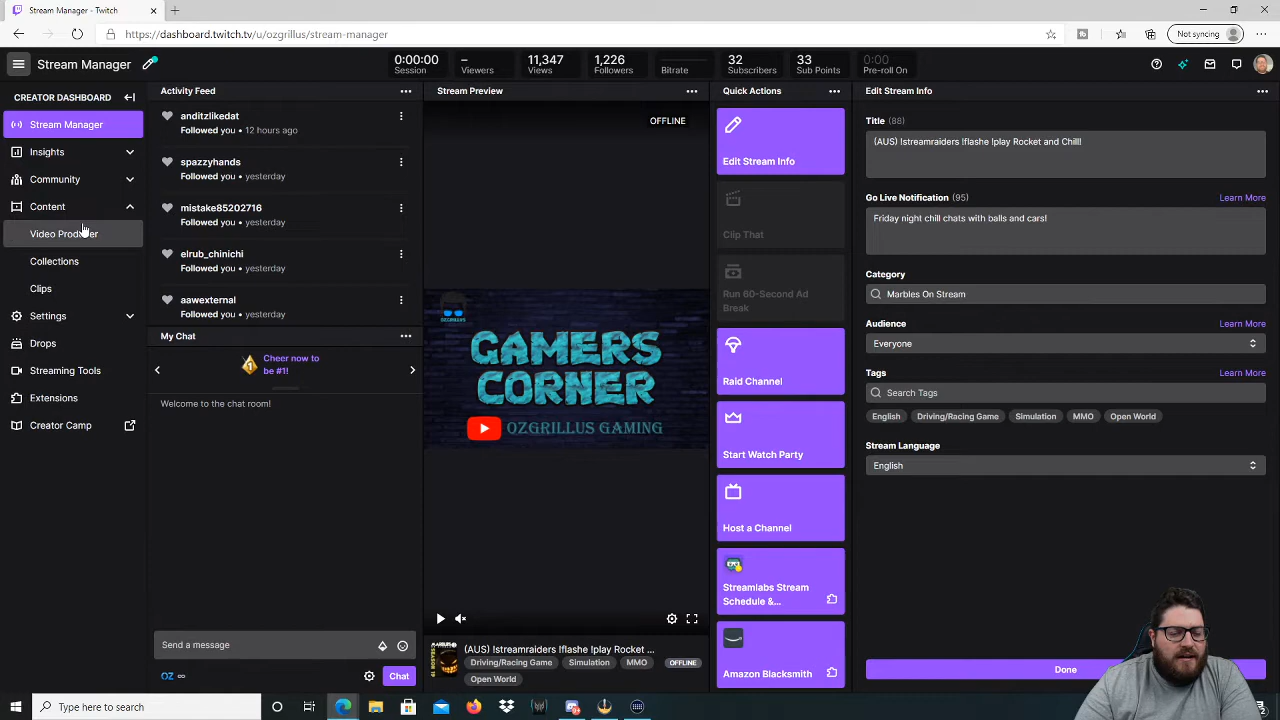 Stream Manager - Twitch
https://dashboard.twitch.tv/u/ozgrillus/stream-manager
Not syncing
Stream Manager
0:00:00
Session
–
Viewers
11,347
Views
1,226
Followers
Bitrate
32
Subscribers
33
Sub Points
0:00
Pre-roll On
CREATOR DASHBOARD
Stream Manager
Insights
Community
Content
Video Producer
Collections
Clips
Settings
Drops
Streaming Tools
Extensions
Creator Camp
Activity Feed
anditzlikedat
Followed you • 12 hours ago
spazzyhands
Followed you • yesterday
mistake85202716
Followed you • yesterday
elrub_chinichi
Followed you • yesterday
aawexternal
Followed you • yesterday
My Chat
1
Cheer now to
be #1!
Welcome to the chat room!
Send a message
OZ ∞
Chat
Stream Preview
OFFLINE
OZGRILLUS
GAMERS
CORNER
OZGRILLUS GAMING
(AUS) !streamraiders !flashe !play Rocket ...
Driving/Racing Game
Simulation
MMO
OFFLINE
Open World
Quick Actions
Edit Stream Info
Clip That
Run 60-Second Ad
Break
Raid Channel
Start Watch Party
Host a Channel
Streamlabs Stream
Schedule &...
Amazon Blacksmith
Edit Stream Info
Title (88)
(AUS) !streamraiders !flashe !play Rocket and Chill!
Go Live Notification (95)
Learn More
Friday night chill chats with balls and cars!
Category
Marbles On Stream
Audience
Learn More
Everyone
Tags
Learn More
Search Tags
English
Driving/Racing Game
Simulation
MMO
Open World
Stream Language
English
Done
Type here to search